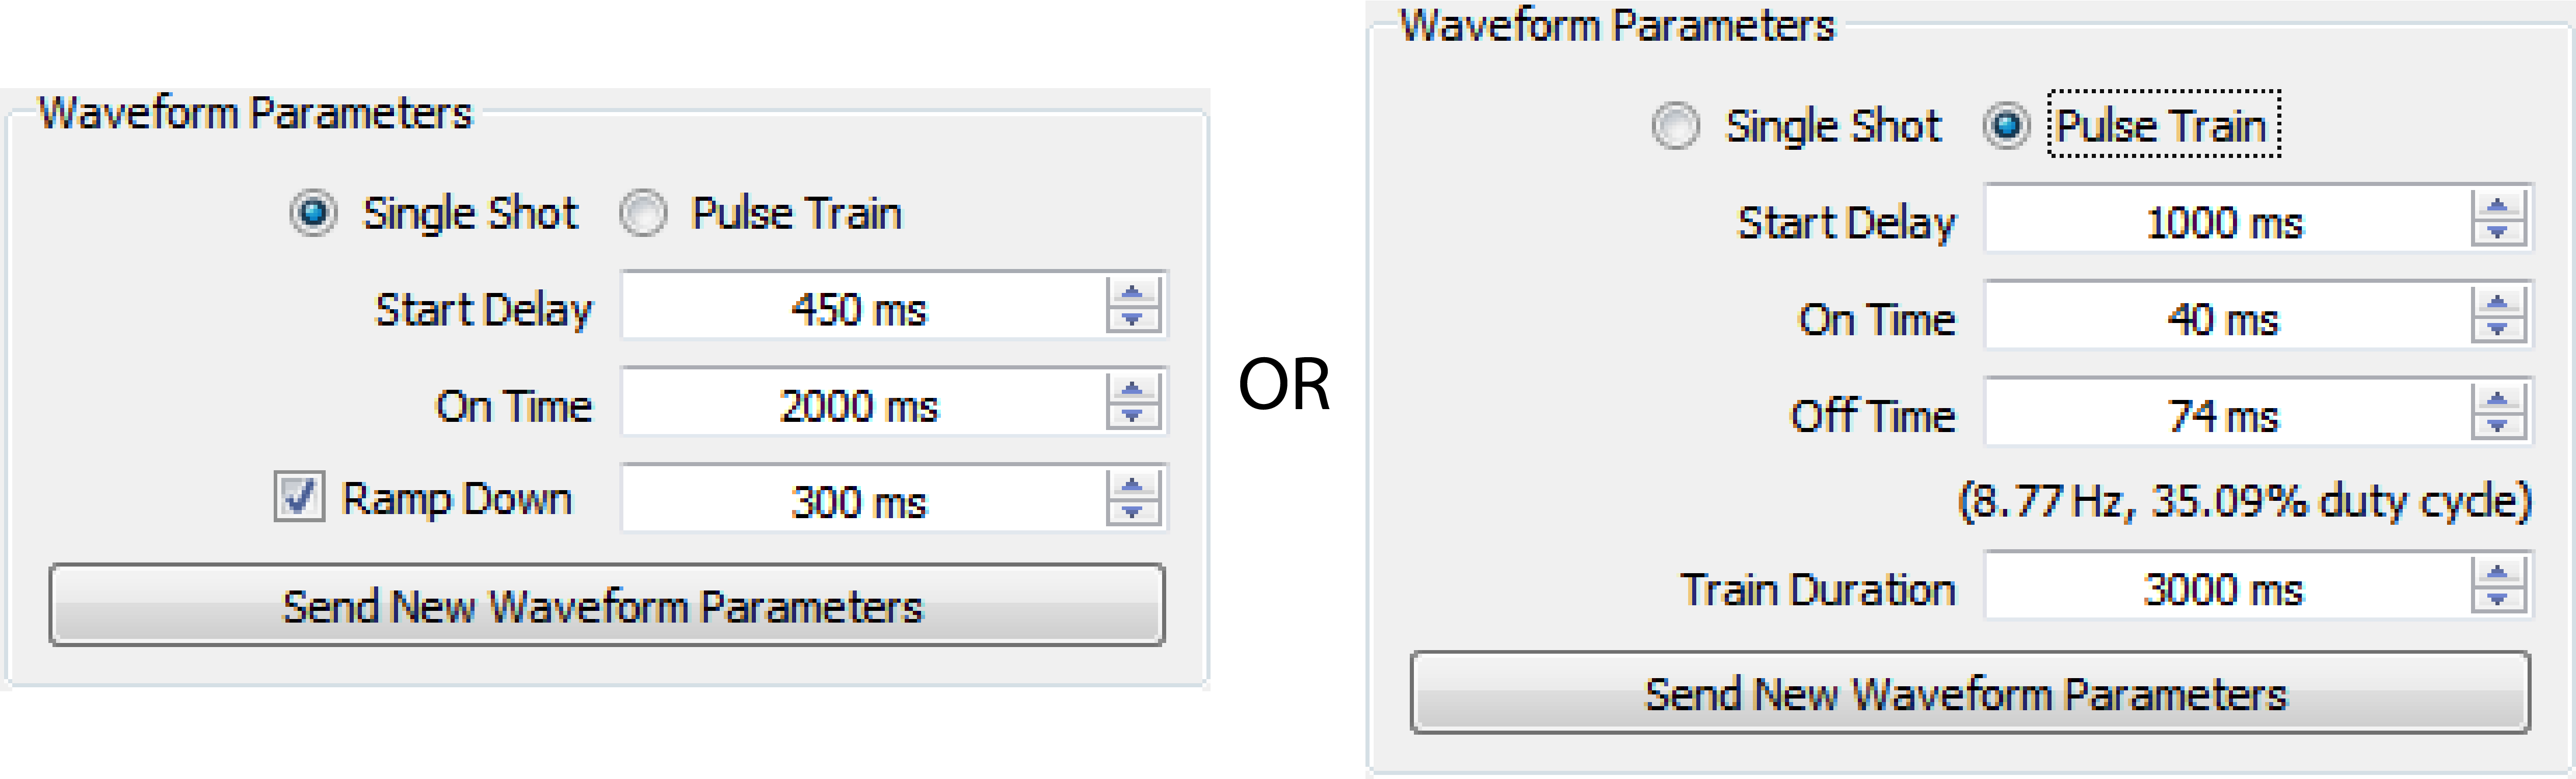 Waveform Parameters
Single Shot Pulse Train
Start Delay 450 ms
On Time 2000 ms
Ramp Down 300 ms
Send New Waveform Parameters
OR
Waveform Parameters
Single Shot Pulse Train
Start Delay 1000 ms
On Time 40 ms
Off Time 74 ms
(8.77 Hz, 35.09% duty cycle)
Train Duration 3000 ms
Send New Waveform Parameters